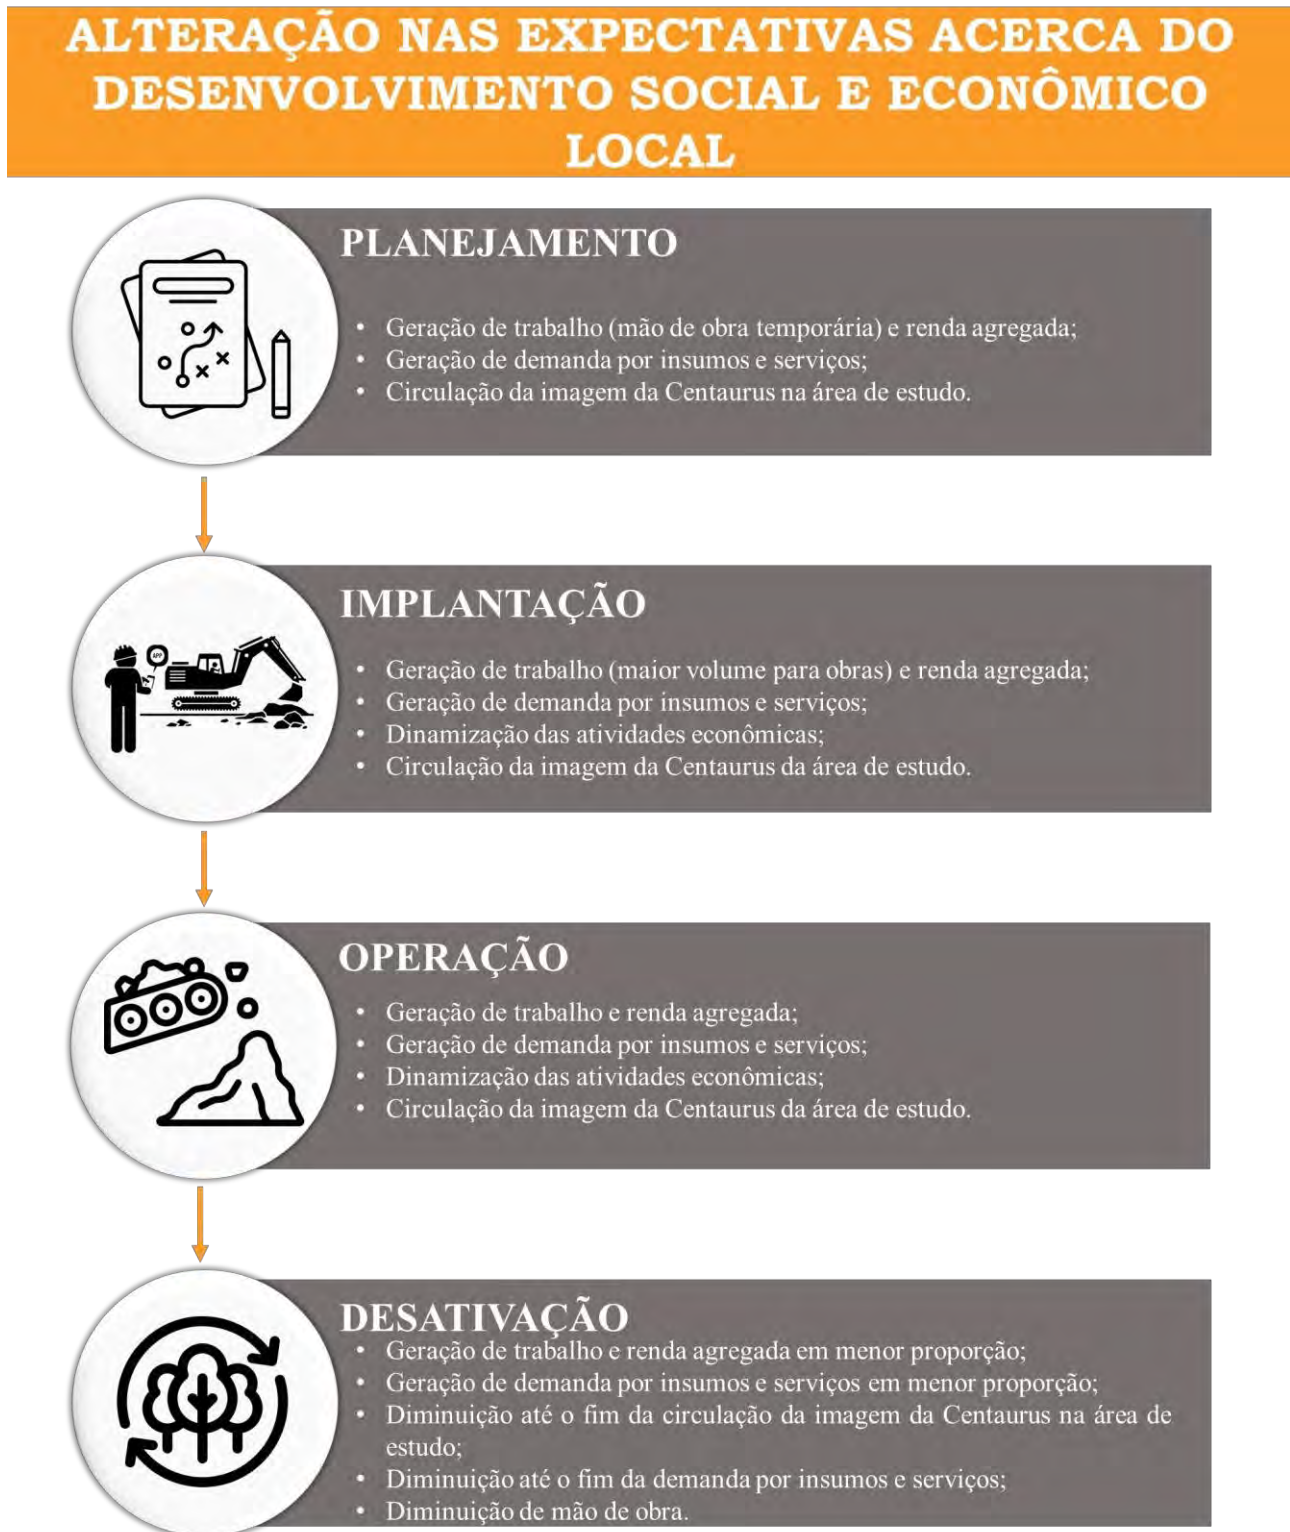 ALTERAÇÃO NAS EXPECTATIVAS ACERCA DO
DESENVOLVIMENTO SOCIAL E ECONÔMICO
LOCAL
PLANEJAMENTO
• Geração de trabalho (mão de obra temporária) e renda agregada;
• Geração de demanda por insumos e serviços;
• Circulação da imagem da Centaurus na área de estudo.
IMPLANTAÇÃO
APP
• Geração de trabalho (maior volume para obras) e renda agregada;
• Geração de demanda por insumos e serviços;
• Dinamização das atividades econômicas;
• Circulação da imagem da Centaurus da área de estudo.
OPERAÇÃO
• Geração de trabalho e renda agregada;
• Geração de demanda por insumos e serviços;
• Dinamização das atividades econômicas;
• Circulação da imagem da Centaurus da área de estudo.
DESATIVAÇÃO
• Geração de trabalho e renda agregada em menor proporção;
• Geração de demanda por insumos e serviços em menor proporção;
• Diminuição até o fim da circulação da imagem da Centaurus na área de
estudo;
• Diminuição até o fim da demanda por insumos e serviços;
• Diminuição de mão de obra.